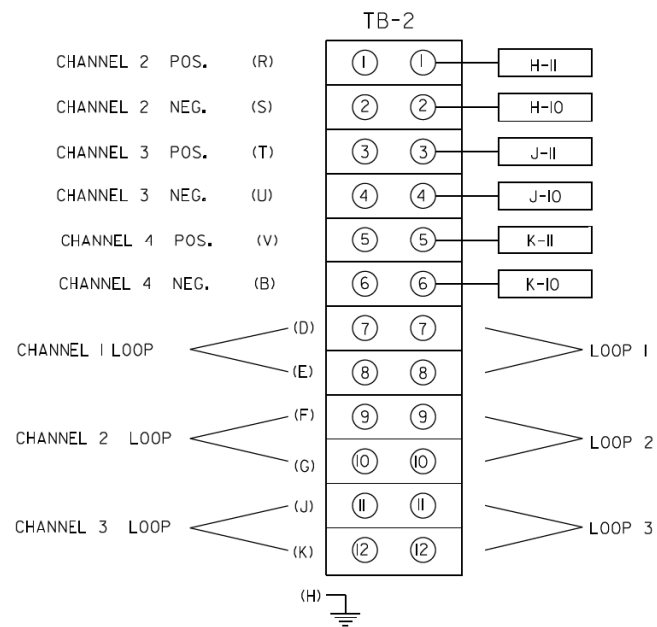 TB-2
CHANNEL 2 POS. (R) 1 1 H-11
CHANNEL 2 NEG. (S) 2 2 H-10
CHANNEL 3 POS. (T) 3 3 J-11
CHANNEL 3 NEG. (U) 4 4 J-10
CHANNEL 4 POS. (V) 5 5 K-11
CHANNEL 4 NEG. (B) 6 6 K-10
(D) 7 7
CHANNEL 1 LOOP LOOP 1
(E) 8 8
(F) 9 9
CHANNEL 2 LOOP LOOP 2
(G) 10 10
(J) 11 11
CHANNEL 3 LOOP LOOP 3
(K) 12 12
(H)